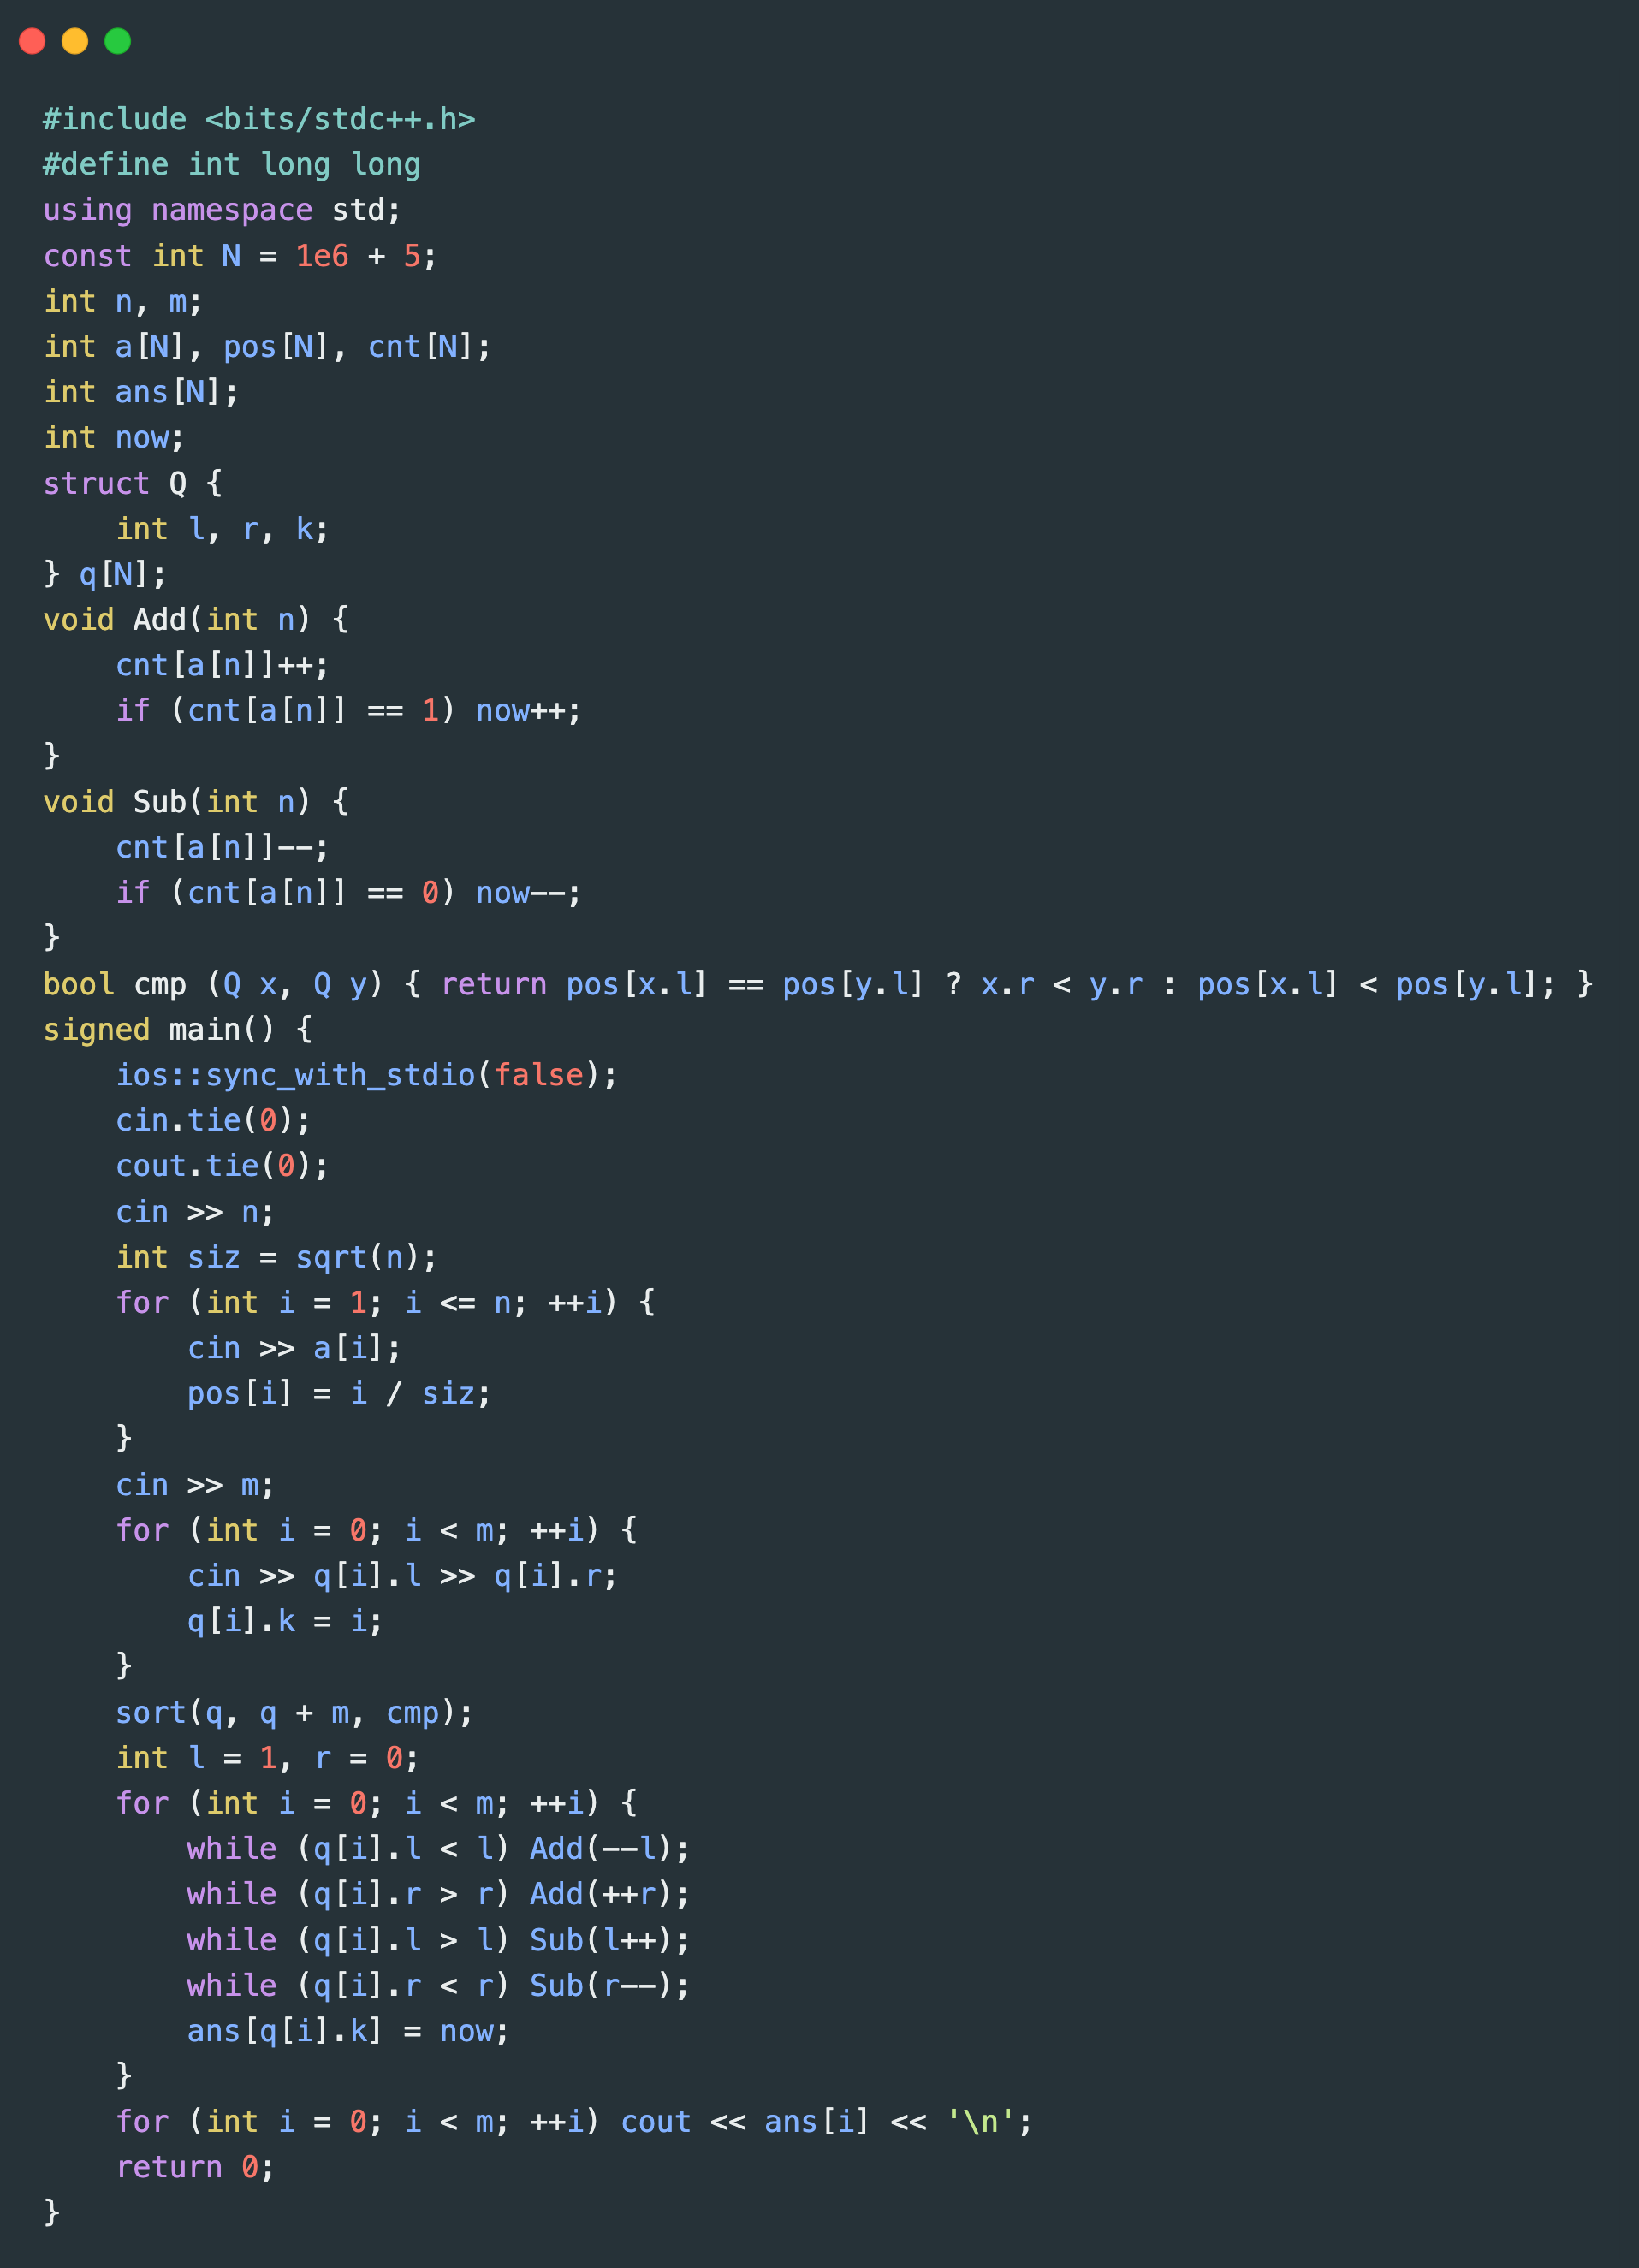 #include <bits/stdc++.h>
#define int long long
using namespace std;
const int N = 1e6 + 5;
int n, m;
int a[N], pos[N], cnt[N];
int ans[N];
int now;
struct Q {
    int l, r, k;
} q[N];
void Add(int n) {
    cnt[a[n]]++;
    if (cnt[a[n]] == 1) now++;
}
void Sub(int n) {
    cnt[a[n]]--;
    if (cnt[a[n]] == 0) now--;
}
bool cmp (Q x, Q y) { return pos[x.l] == pos[y.l] ? x.r < y.r : pos[x.l] < pos[y.l]; }
signed main() {
    ios::sync_with_stdio(false);
    cin.tie(0);
    cout.tie(0);
    cin >> n;
    int siz = sqrt(n);
    for (int i = 1; i <= n; ++i) {
        cin >> a[i];
        pos[i] = i / siz;
    }
    cin >> m;
    for (int i = 0; i < m; ++i) {
        cin >> q[i].l >> q[i].r;
        q[i].k = i;
    }
    sort(q, q + m, cmp);
    int l = 1, r = 0;
    for (int i = 0; i < m; ++i) {
        while (q[i].l < l) Add(--l);
        while (q[i].r > r) Add(++r);
        while (q[i].l > l) Sub(l++);
        while (q[i].r < r) Sub(r--);
        ans[q[i].k] = now;
    }
    for (int i = 0; i < m; ++i) cout << ans[i] << '\n';
    return 0;
}